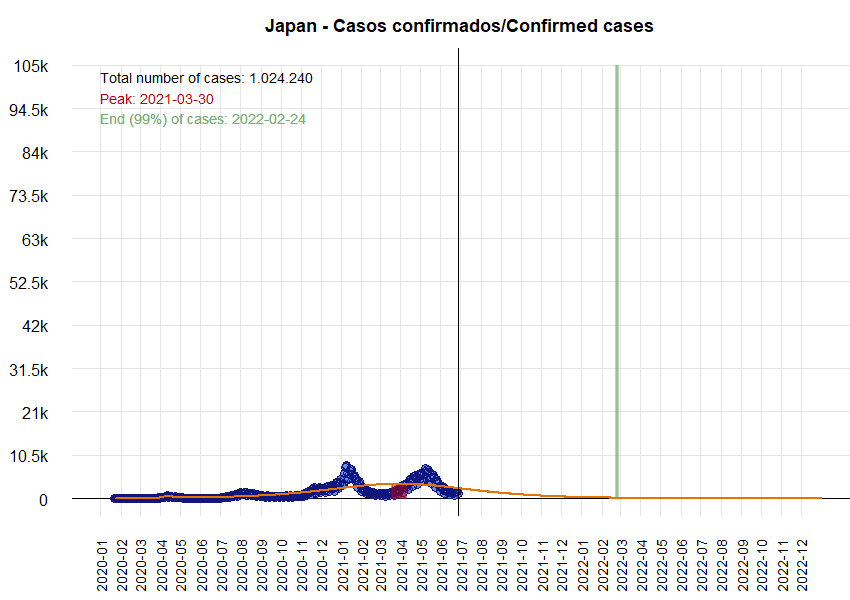 Japan - Casos confirmados/Confirmed cases
105k
94.5k
84k
73.5k
63k
52.5k
42k
31.5k
21k
10.5k
0
Total number of cases: 1.024.240
Peak: 2021-03-30
End (99%) of cases: 2022-02-24
2020-01
2020-02
2020-03
2020-04
2020-05
2020-06
2020-07
2020-08
2020-09
2020-10
2020-11
2020-12
2021-01
2021-02
2021-03
2021-04
2021-05
2021-06
2021-07
2021-08
2021-09
2021-10
2021-11
2021-12
2022-01
2022-02
2022-03
2022-04
2022-05
2022-06
2022-07
2022-08
2022-09
2022-10
2022-11
2022-12